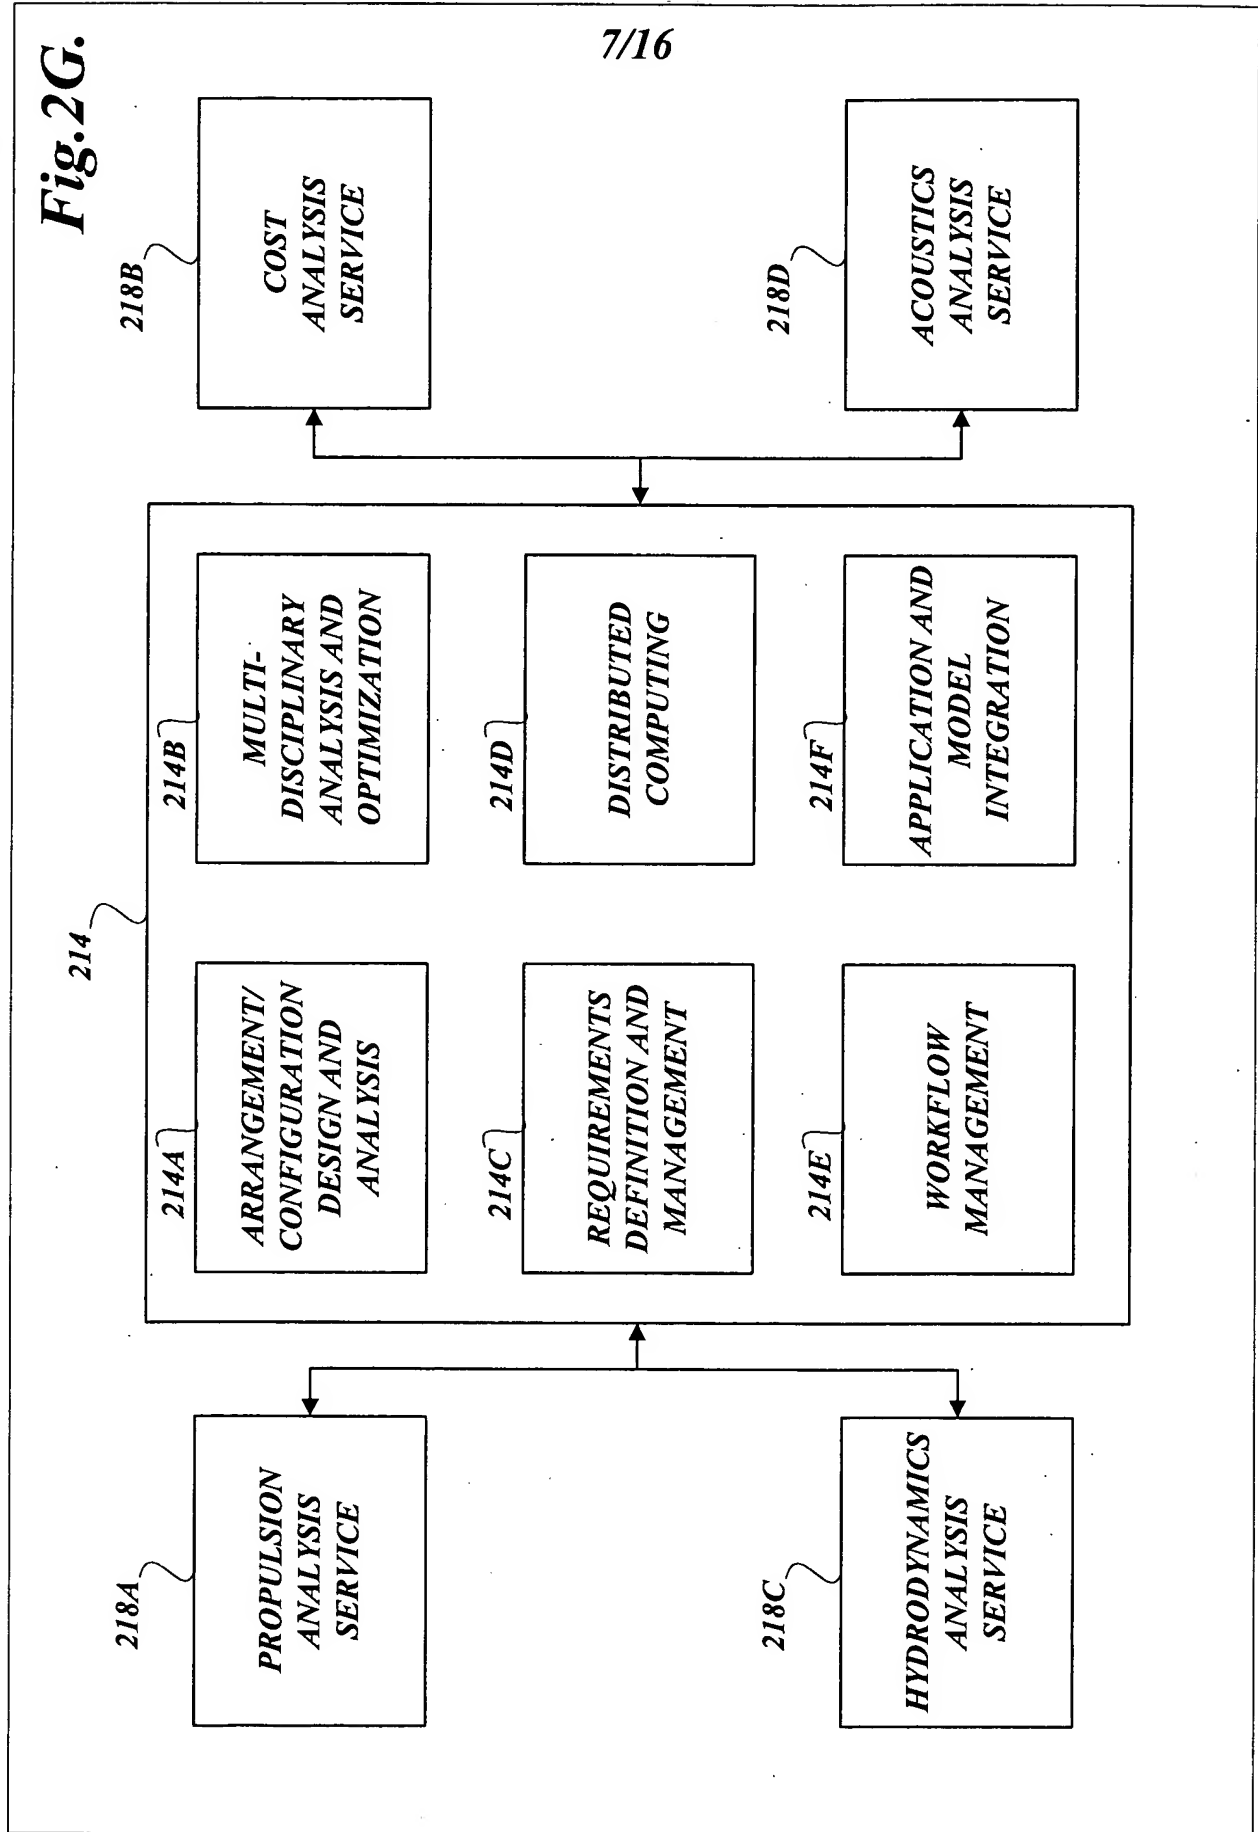 7/16
Fig.2G.
218A
PROPULSION
ANALYSIS
SERVICE
218C
HYDRODYNAMICS
ANALYSIS
SERVICE
214
214A
ARRANGEMENT/
CONFIGURATION
DESIGN AND
ANALYSIS
214B
MULTI-
DISCIPLINARY
ANALYSIS AND
OPTIMIZATION
214C
REQUIREMENTS
DEFINITION AND
MANAGEMENT
214D
DISTRIBUTED
COMPUTING
214E
WORKFLOW
MANAGEMENT
214F
APPLICATION AND
MODEL
INTEGRATION
218B
COST
ANALYSIS
SERVICE
218D
ACOUSTICS
ANALYSIS
SERVICE